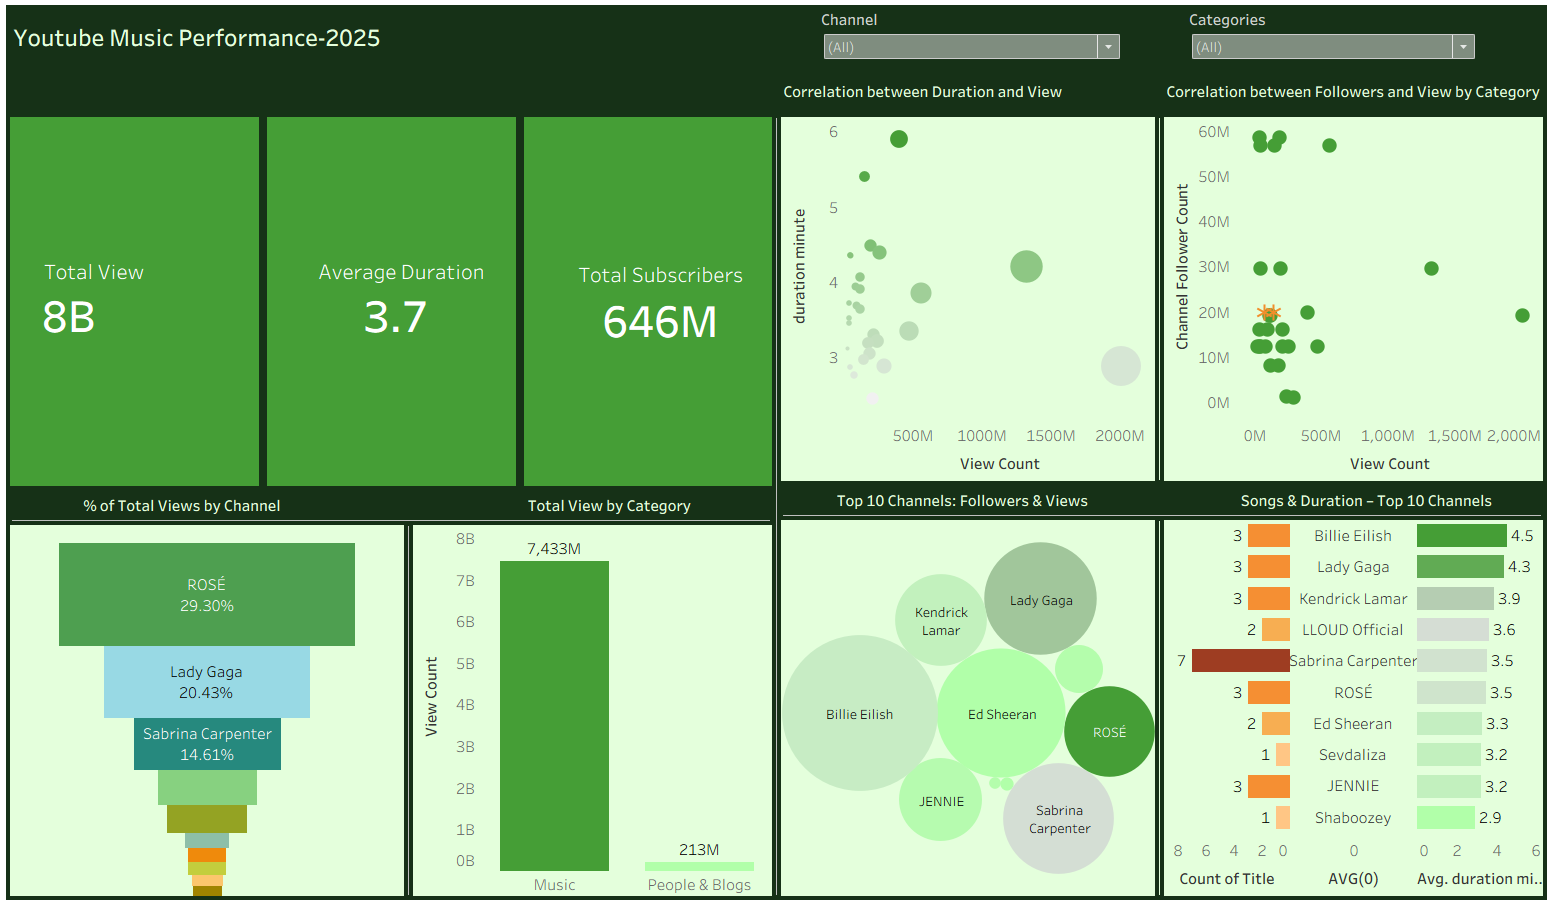 Youtube Music Performance-2025
Channel
(All)
Categories
(All)
Correlation between Duration and View
Correlation between Followers and View by Category
Total View
8B
Average Duration
3.7
Total Subscribers
646M
duration minute
6
5
4
3
500M 1000M 1500M 2000M
View Count
Channel Follower Count
60M
50M
40M
30M
20M
10M
0M
0M 500M 1,000M 1,500M 2,000M
View Count
% of Total Views by Channel
ROSÉ
29.30%
Lady Gaga
20.43%
Sabrina Carpenter
14.61%
Total View by Category
View Count
8B
7B
6B
5B
4B
3B
2B
1B
0B
7,433M
213M
Music
People & Blogs
Top 10 Channels: Followers & Views
Kendrick
Lamar
Lady Gaga
Billie Eilish
Ed Sheeran
ROSÉ
JENNIE
Sabrina
Carpenter
Songs & Duration – Top 10 Channels
3 Billie Eilish 4.5
3 Lady Gaga 4.3
3 Kendrick Lamar 3.9
2 LLOUD Official 3.6
7 Sabrina Carpenter 3.5
3 ROSÉ 3.5
2 Ed Sheeran 3.3
1 Sevdaliza 3.2
3 JENNIE 3.2
1 Shaboozey 2.9
8 6 4 2 0 0 0 2 4 6
Count of Title AVG(0) Avg. duration mi..